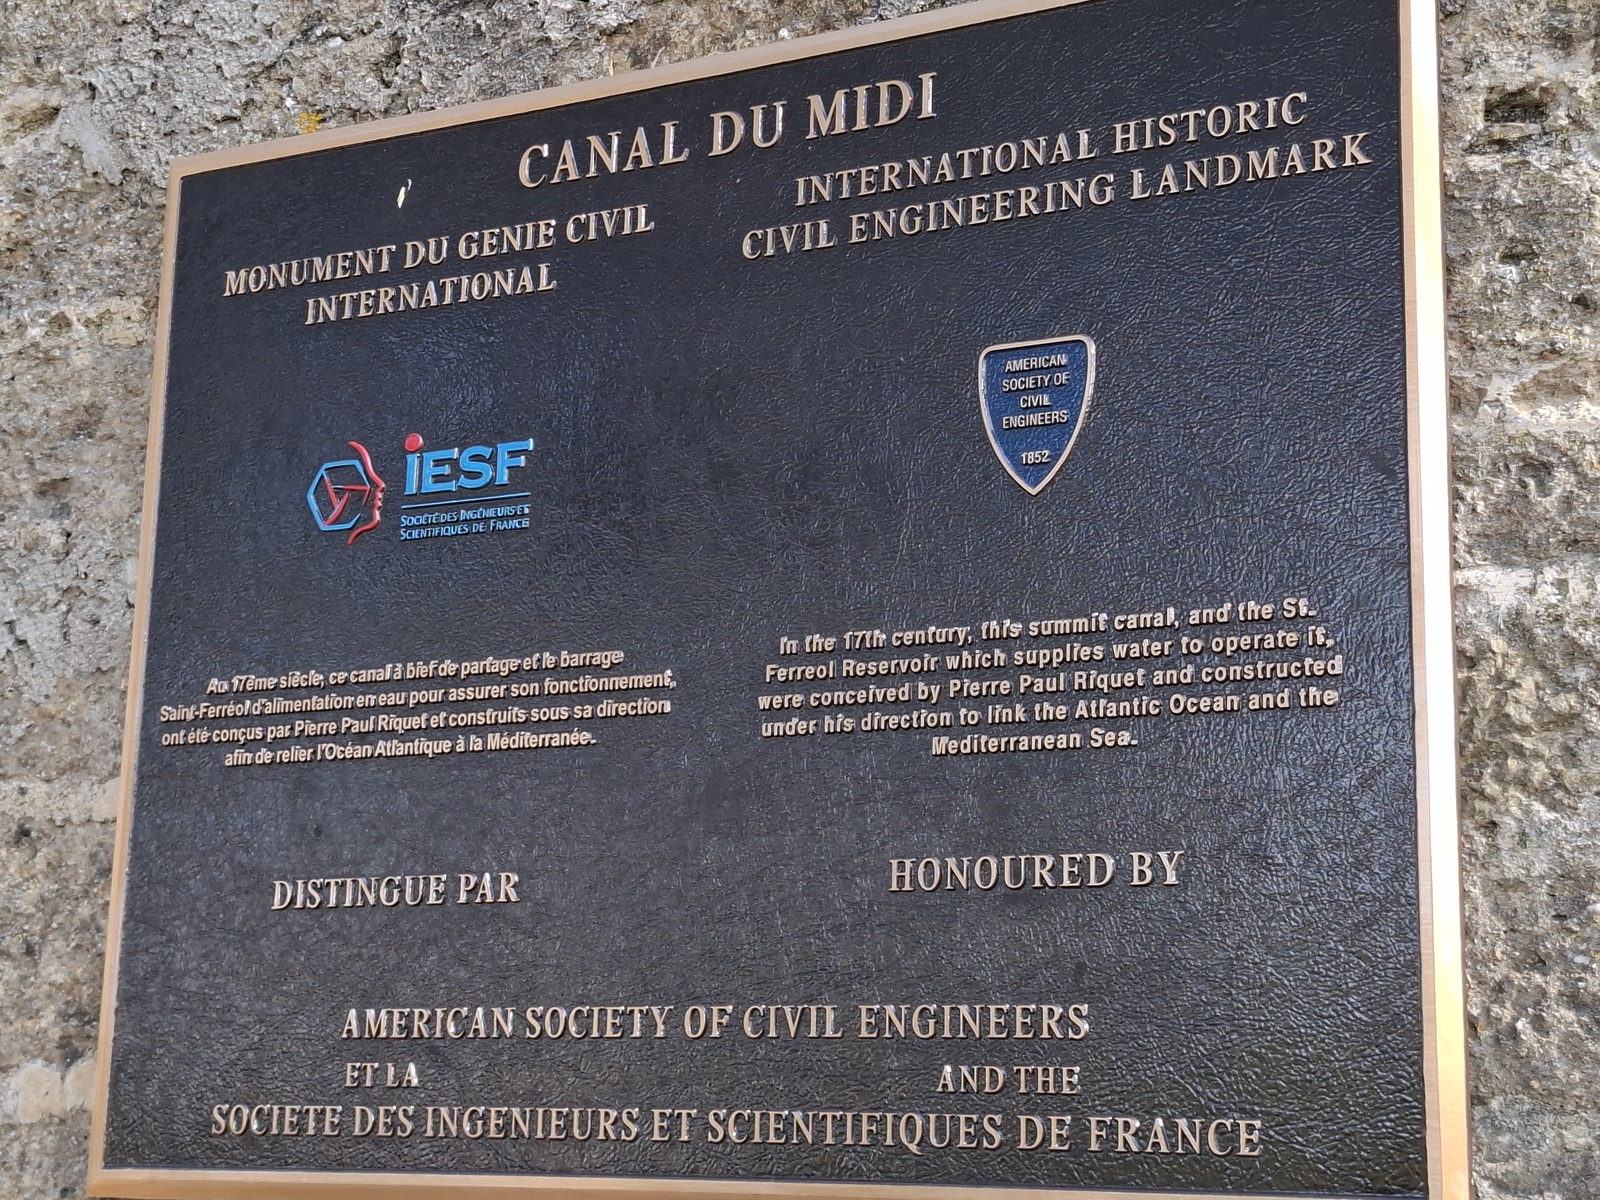 CANAL DU MIDI
MONUMENT DU GENIE CIVIL
INTERNATIONAL
INTERNATIONAL HISTORIC
CIVIL ENGINEERING LANDMARK
iESF
SOCIÉTÉ DES INGÉNIEURS ET
SCIENTIFIQUES DE FRANCE
AMERICAN
SOCIETY OF
CIVIL
ENGINEERS
1852
Au 17ème siècle, ce canal à bief de partage et le barrage
Saint-Ferréol d'alimentation en eau pour assurer son fonctionnement,
ont été conçus par Pierre Paul Riquet et construits sous sa direction
afin de relier l'Océan Atlantique à la Méditerranée.
In the 17th century, this summit canal, and the St.
Ferreol Reservoir which supplies water to operate it,
were conceived by Pierre Paul Riquet and constructed
under his direction to link the Atlantic Ocean and the
Mediterranean Sea.
DISTINGUE PAR
HONOURED BY
AMERICAN SOCIETY OF CIVIL ENGINEERS
ET LA
AND THE
SOCIETE DES INGENIEURS ET SCIENTIFIQUES DE FRANCE